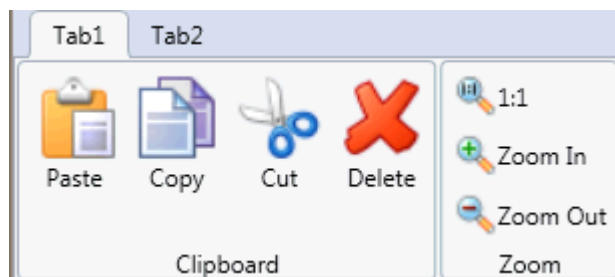 Tab1 Tab2
Paste Copy Cut Delete
Clipboard
1:1
Zoom In
Zoom Out
Zoom